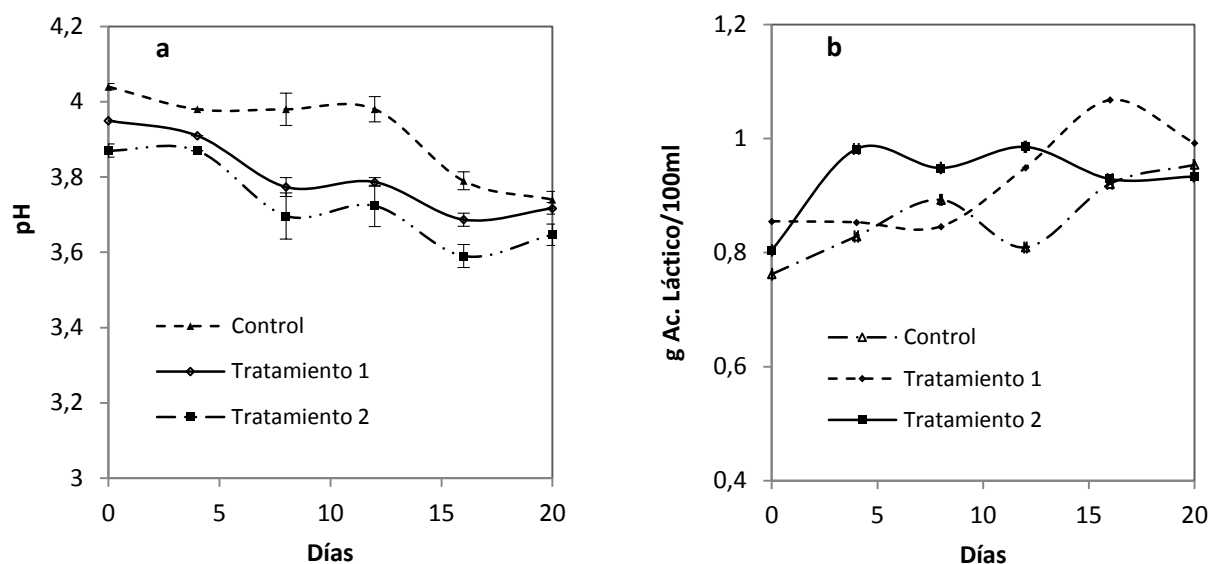 a
4,2
4
3,8
3,6
3,4
3,2
3
pH
0 5 10 15 20
Días
Control
Tratamiento 1
Tratamiento 2
b
1,2
1
0,8
0,6
0,4
g Ac. Láctico/100ml
0 5 10 15 20
Días
Control
Tratamiento 1
Tratamiento 2